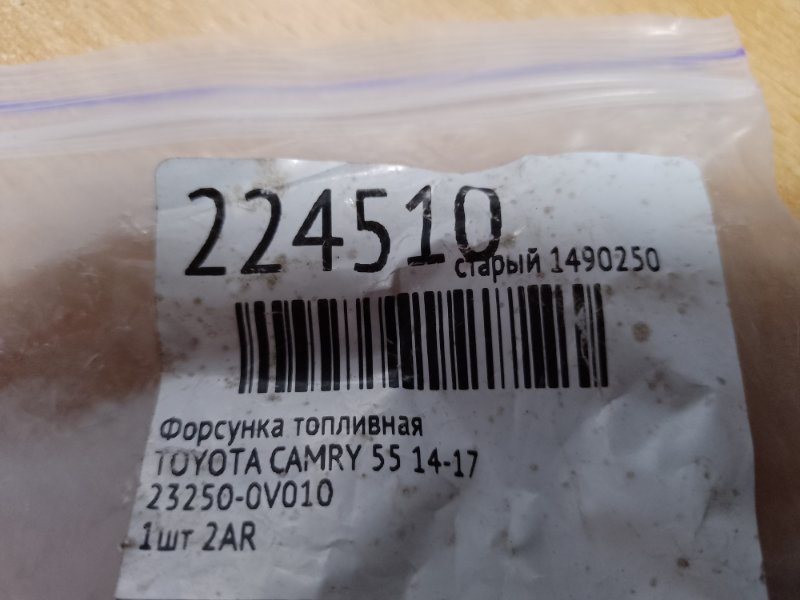 224510
старый 1490250
Форсунка топливная
TOYOTA CAMRY 55 14-17
23250-0V010
1шт 2AR